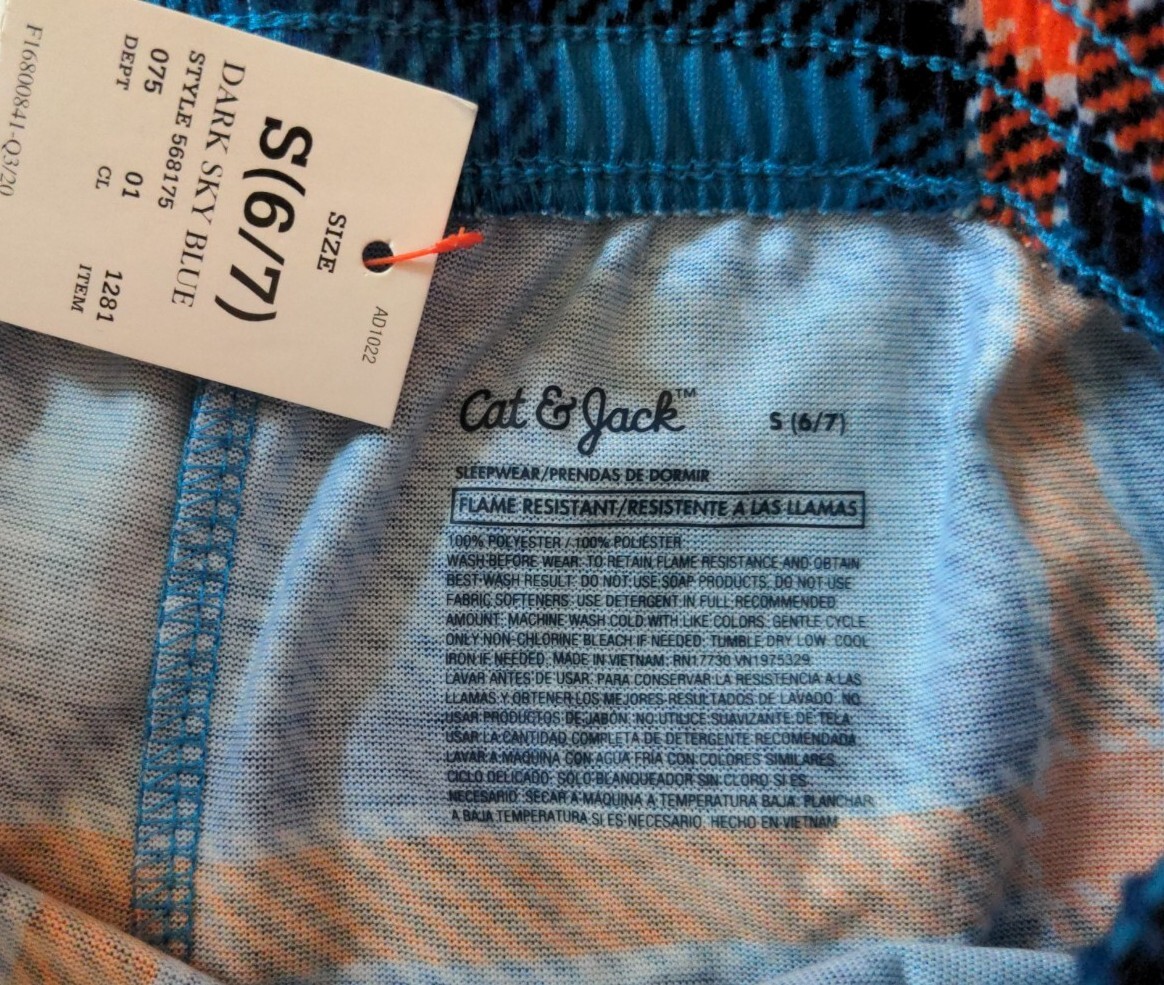 AD1022
SIZE
S(6/7)
DARK SKY BLUE
STYLE 568175
075 01 1281
DEPT CL ITEM
F16800841-Q3/20
Cat & Jack™ S (6/7)
SLEEPWEAR/PRENDAS DE DORMIR
FLAME RESISTANT/RESISTENTE A LAS LLAMAS
100% POLYESTER / 100% POLIÉSTER
WASH BEFORE WEAR. TO RETAIN FLAME RESISTANCE AND OBTAIN
BEST WASH RESULT: DO NOT USE SOAP PRODUCTS. DO NOT USE
FABRIC SOFTENERS. USE DETERGENT IN FULL RECOMMENDED
AMOUNT. MACHINE WASH COLD WITH LIKE COLORS. GENTLE CYCLE.
ONLY NON-CHLORINE BLEACH IF NEEDED. TUMBLE DRY LOW. COOL
IRON IF NEEDED. MADE IN VIETNAM. RN17730 VN1975329
LAVAR ANTES DE USAR. PARA CONSERVAR LA RESISTENCIA A LAS
LLAMAS Y OBTENER LOS MEJORES RESULTADOS DE LAVADO: NO
USAR PRODUCTOS DE JABÓN. NO UTILICE SUAVIZANTE DE TELA.
USAR LA CANTIDAD COMPLETA DE DETERGENTE RECOMENDADA.
LAVAR A MÁQUINA CON AGUA FRÍA CON COLORES SIMILARES.
CICLO DELICADO. SOLO BLANQUEADOR SIN CLORO SI ES
NECESARIO. SECAR A MÁQUINA A TEMPERATURA BAJA. PLANCHAR
A BAJA TEMPERATURA SI ES NECESARIO. HECHO EN VIETNAM